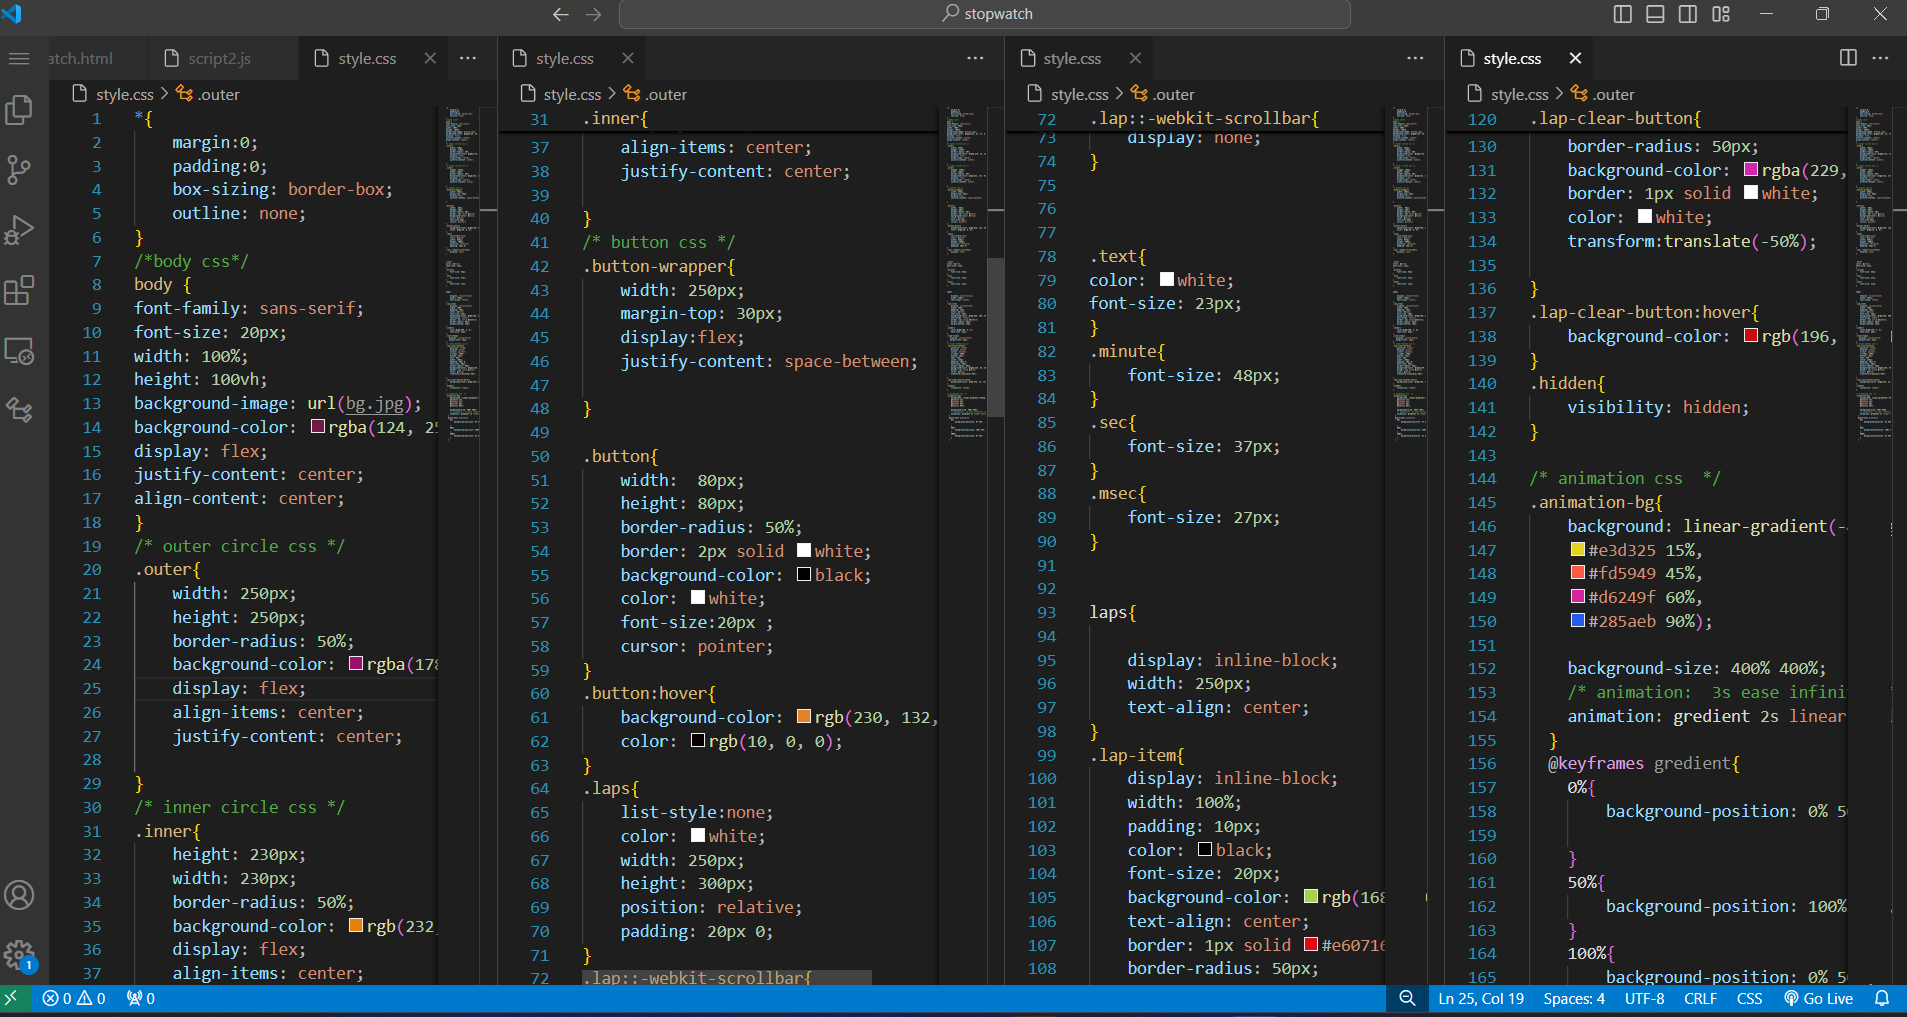 stopwatch
atch.html
script2.js
style.css
style.css > .outer
1 *{
2 margin:0;
3 padding:0;
4 box-sizing: border-box;
5 outline: none;
6 }
7 /*body css*/
8 body {
9 font-family: sans-serif;
10 font-size: 20px;
11 width: 100%;
12 height: 100vh;
13 background-image: url(bg.jpg);
14 background-color: rgba(124, 25
15 display: flex;
16 justify-content: center;
17 align-content: center;
18 }
19 /* outer circle css */
20 .outer{
21 width: 250px;
22 height: 250px;
23 border-radius: 50%;
24 background-color: rgba(178
25 display: flex;
26 align-items: center;
27 justify-content: center;
28
29 }
30 /* inner circle css */
31 .inner{
32 height: 230px;
33 width: 230px;
34 border-radius: 50%;
35 background-color: rgb(232,
36 display: flex;
37 align-items: center;
style.css
style.css > .outer
31 .inner{
37 align-items: center;
38 justify-content: center;
39
40 }
41 /* button css */
42 .button-wrapper{
43 width: 250px;
44 margin-top: 30px;
45 display:flex;
46 justify-content: space-between;
47
48 }
49
50 .button{
51 width:  80px;
52 height: 80px;
53 border-radius: 50%;
54 border: 2px solid white;
55 background-color: black;
56 color: white;
57 font-size:20px ;
58 cursor: pointer;
59 }
60 .button:hover{
61 background-color: rgb(230, 132,
62 color: rgb(10, 0, 0);
63 }
64 .laps{
65 list-style:none;
66 color: white;
67 width: 250px;
68 height: 300px;
69 position: relative;
70 padding: 20px 0;
71 }
72 .lap::-webkit-scrollbar{
style.css
style.css > .outer
72 .lap::-webkit-scrollbar{
73 display: none;
74 }
75
76
77
78 .text{
79 color: white;
80 font-size: 23px;
81 }
82 .minute{
83 font-size: 48px;
84 }
85 .sec{
86 font-size: 37px;
87 }
88 .msec{
89 font-size: 27px;
90 }
91
92
93 laps{
94
95 display: inline-block;
96 width: 250px;
97 text-align: center;
98 }
99 .lap-item{
100 display: inline-block;
101 width: 100%;
102 padding: 10px;
103 color: black;
104 font-size: 20px;
105 background-color: rgb(168
106 text-align: center;
107 border: 1px solid #e60716
108 border-radius: 50px;
style.css
style.css > .outer
120 .lap-clear-button{
130 border-radius: 50px;
131 background-color: rgba(229,
132 border: 1px solid white;
133 color: white;
134 transform:translate(-50%);
135
136 }
137 .lap-clear-button:hover{
138 background-color: rgb(196,
139 }
140 .hidden{
141 visibility: hidden;
142 }
143
144 /* animation css  */
145 .animation-bg{
146 background: linear-gradient(-
147 #e3d325 15%,
148 #fd5949 45%,
149 #d6249f 60%,
150 #285aeb 90%);
151
152 background-size: 400% 400%;
153 /* animation:  3s ease infini
154 animation: gredient 2s linear
155 }
156 @keyframes gredient{
157 0%{
158 background-position: 0% 50
159
160 }
161 50%{
162 background-position: 100%
163 }
164 100%{
165 background-position: 0% 50
1
0 0 0
Ln 25, Col 19 Spaces: 4 UTF-8 CRLF CSS Go Live